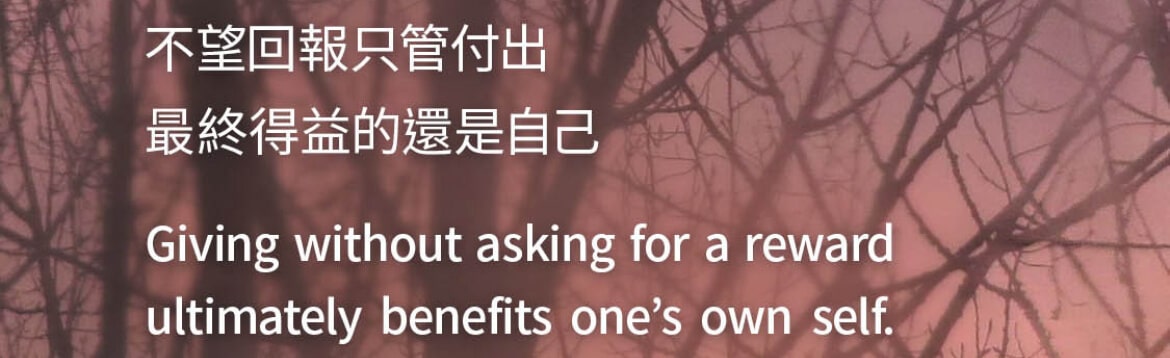 不望回報只管付出
最終得益的還是自己
Giving without asking for a reward
ultimately benefits one’s own self.